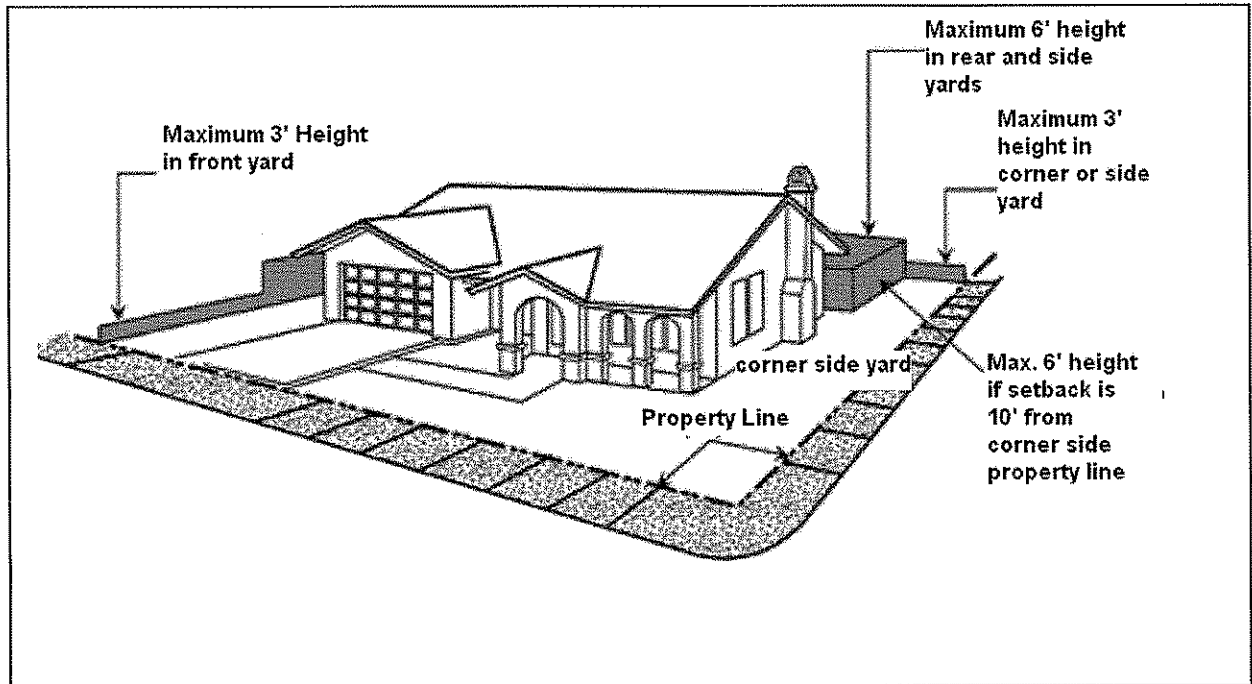 Maximum 6' height
in rear and side
yards
Maximum 3' Height
in front yard
Maximum 3'
height in
corner or side
yard
corner side yard
Max. 6' height
if setback is
10' from
corner side
property line
Property Line